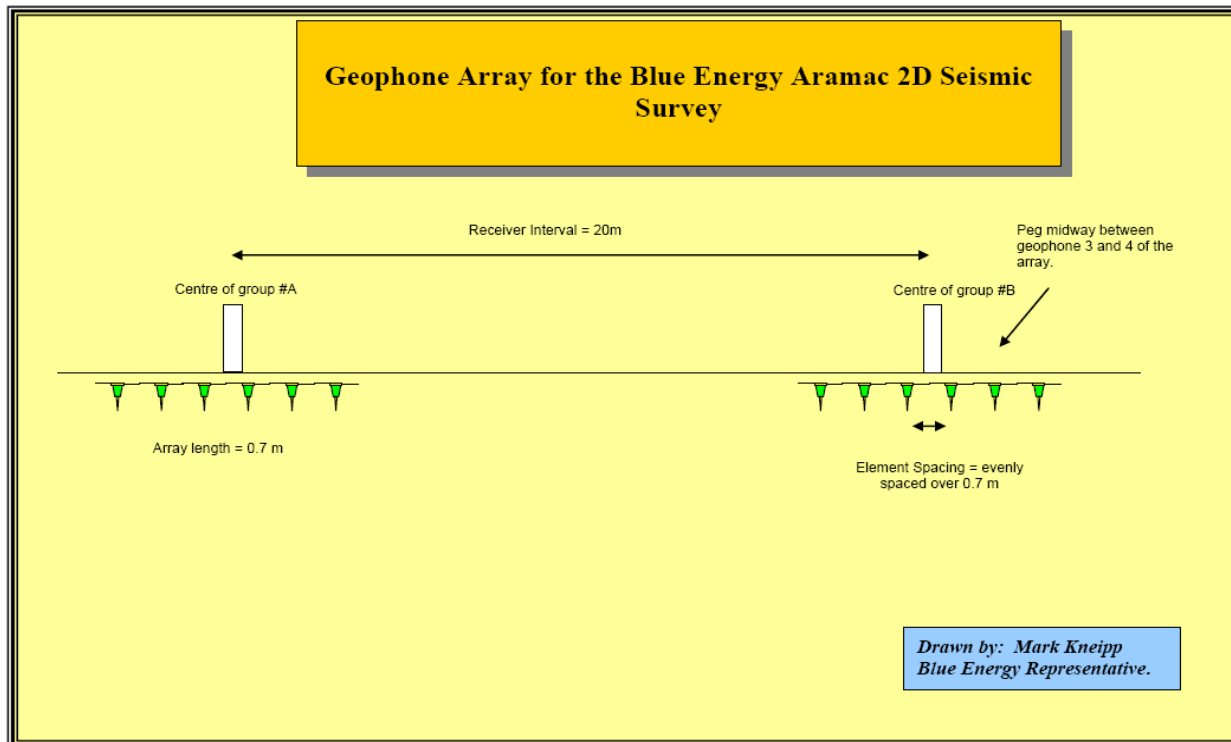 Geophone Array for the Blue Energy Aramac 2D Seismic
Survey
Receiver Interval = 20m
Peg midway between
geophone 3 and 4 of the
array.
Centre of group #A
Centre of group #B
Array length = 0.7 m
Element Spacing = evenly
spaced over 0.7 m
Drawn by:  Mark Kneipp
Blue Energy Representative.